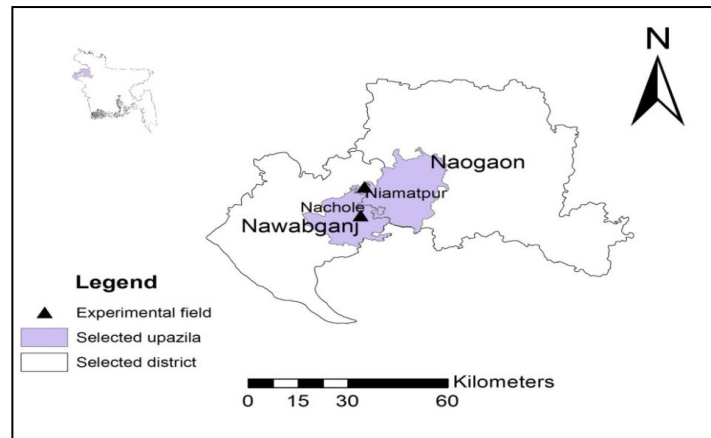 N
Naogaon
Niamatpur
Nachole
Nawabganj
Legend
Experimental field
Selected upazila
Selected district
Kilometers
0 15 30 60